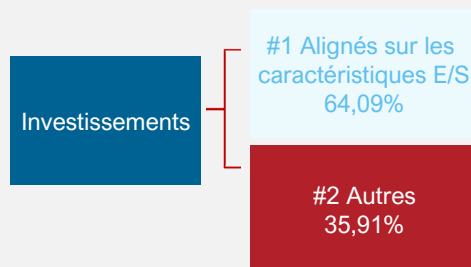 Investissements
#1 Alignés sur les
caractéristiques E/S
64,09%
#2 Autres
35,91%